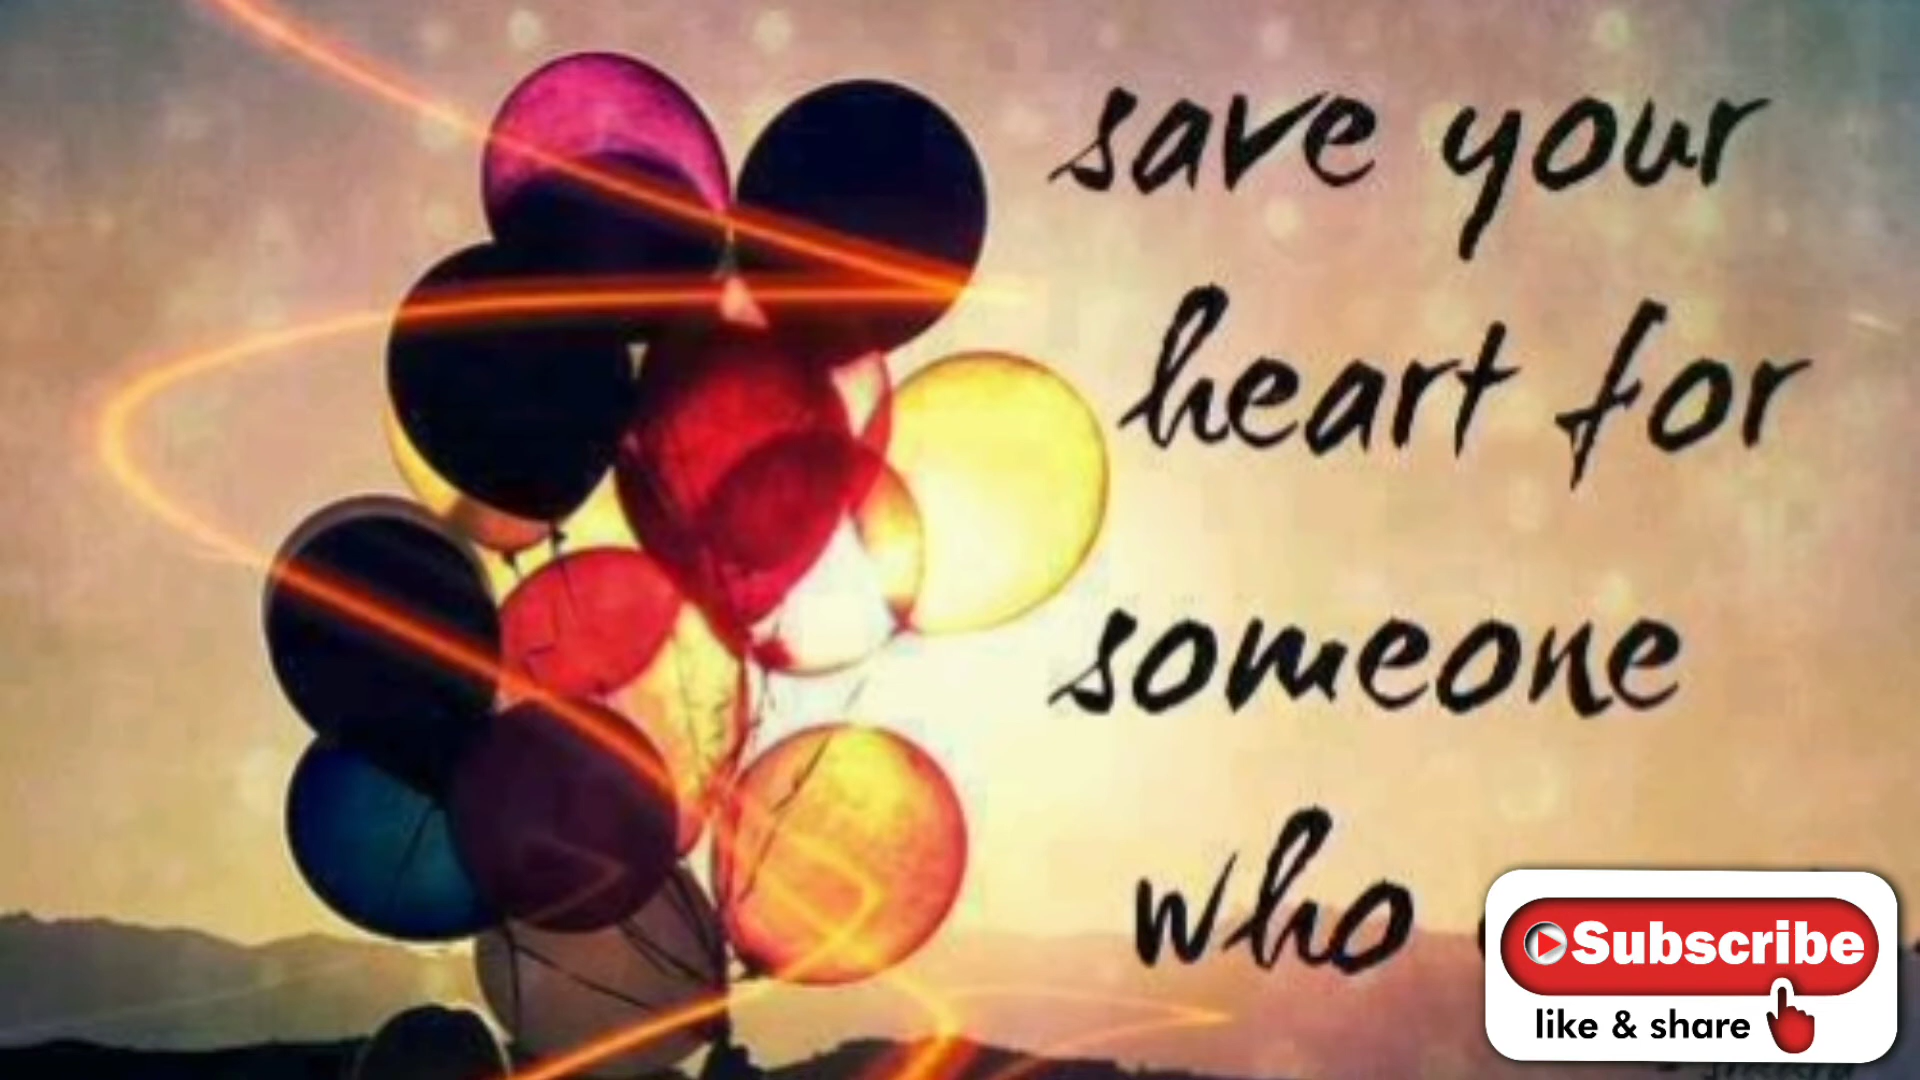 save your
heart for
someone
who
Subscribe
like & share